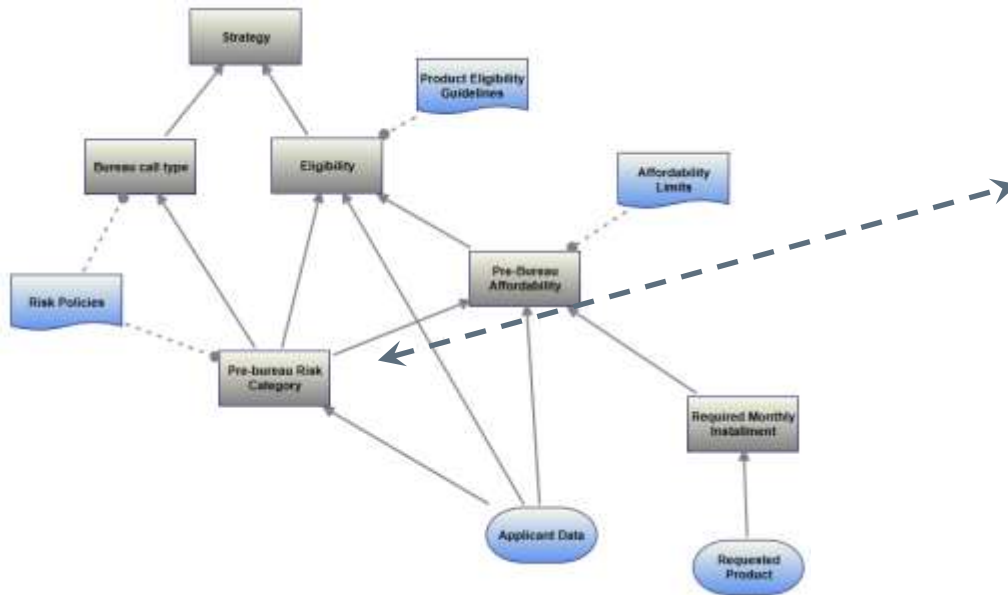 Strategy
Product Eligibility
Guidelines
Bureau call type
Eligibility
Affordability
Limits
Pre-Bureau
Affordability
Risk Policies
Pre-bureau Risk
Category
Required Monthly
Installment
Applicant Data
Requested
Product